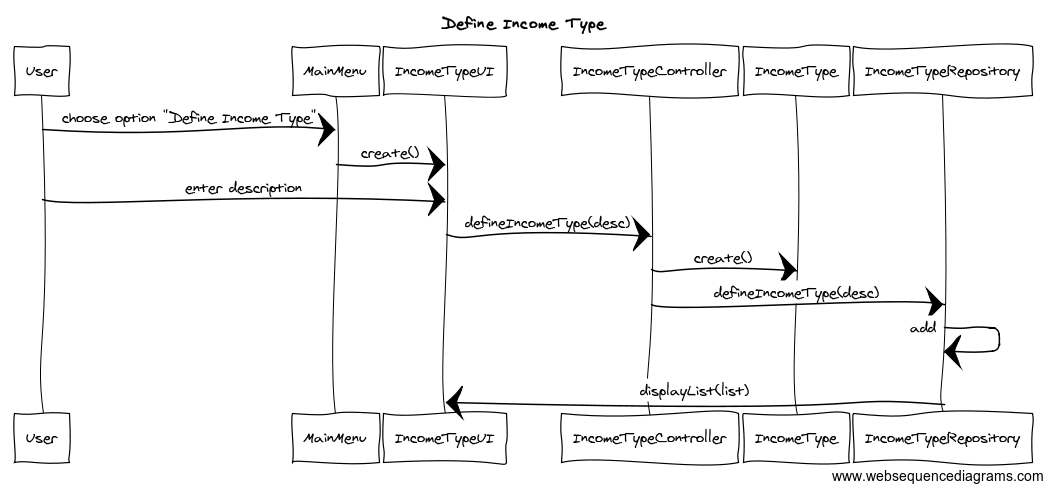 Define Income Type
User MainMenu IncomeTypeUI IncomeTypeController IncomeType IncomeTypeRepository
choose option "Define Income Type"
create()
enter description
defineIncomeType(desc)
create()
defineIncomeType(desc)
add
displayList(list)
User MainMenu IncomeTypeUI IncomeTypeController IncomeType IncomeTypeRepository
www.websequencediagrams.com